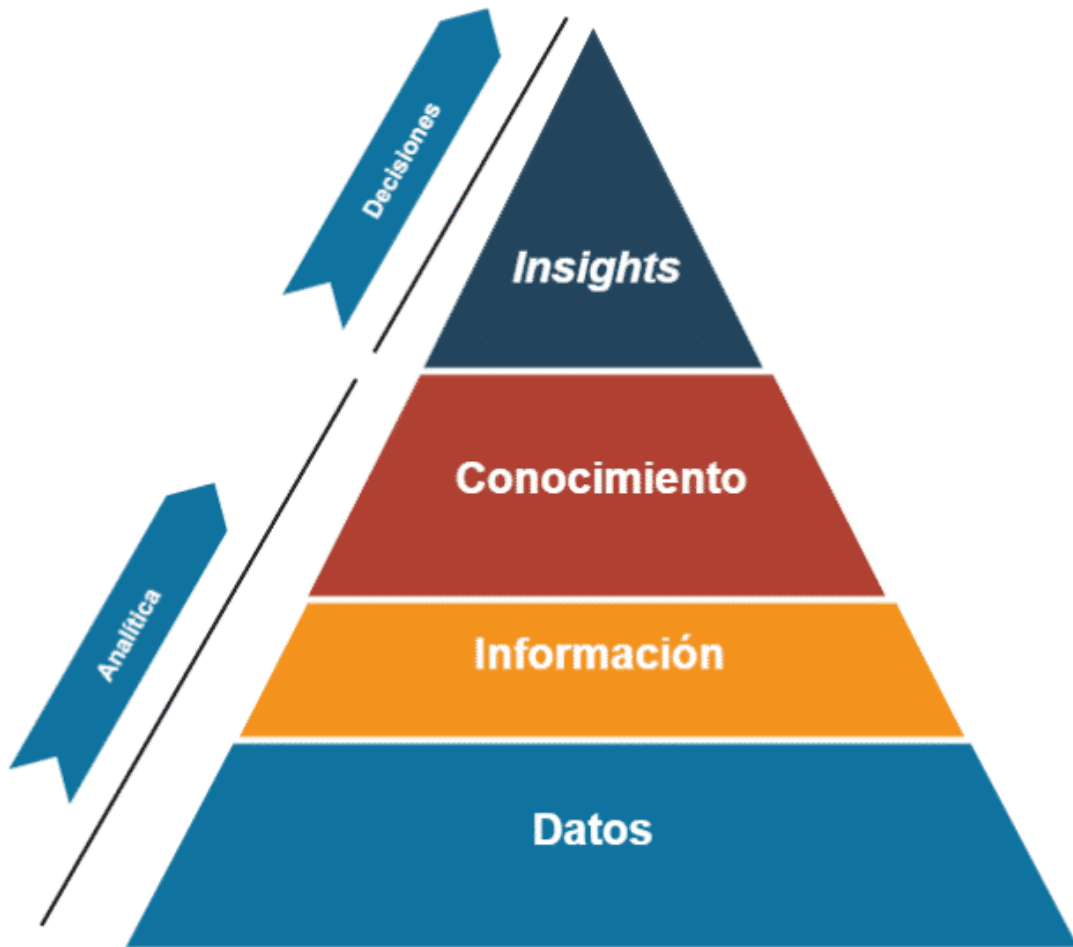 Decisiones
Insights
Conocimiento
Analítica
Información
Datos